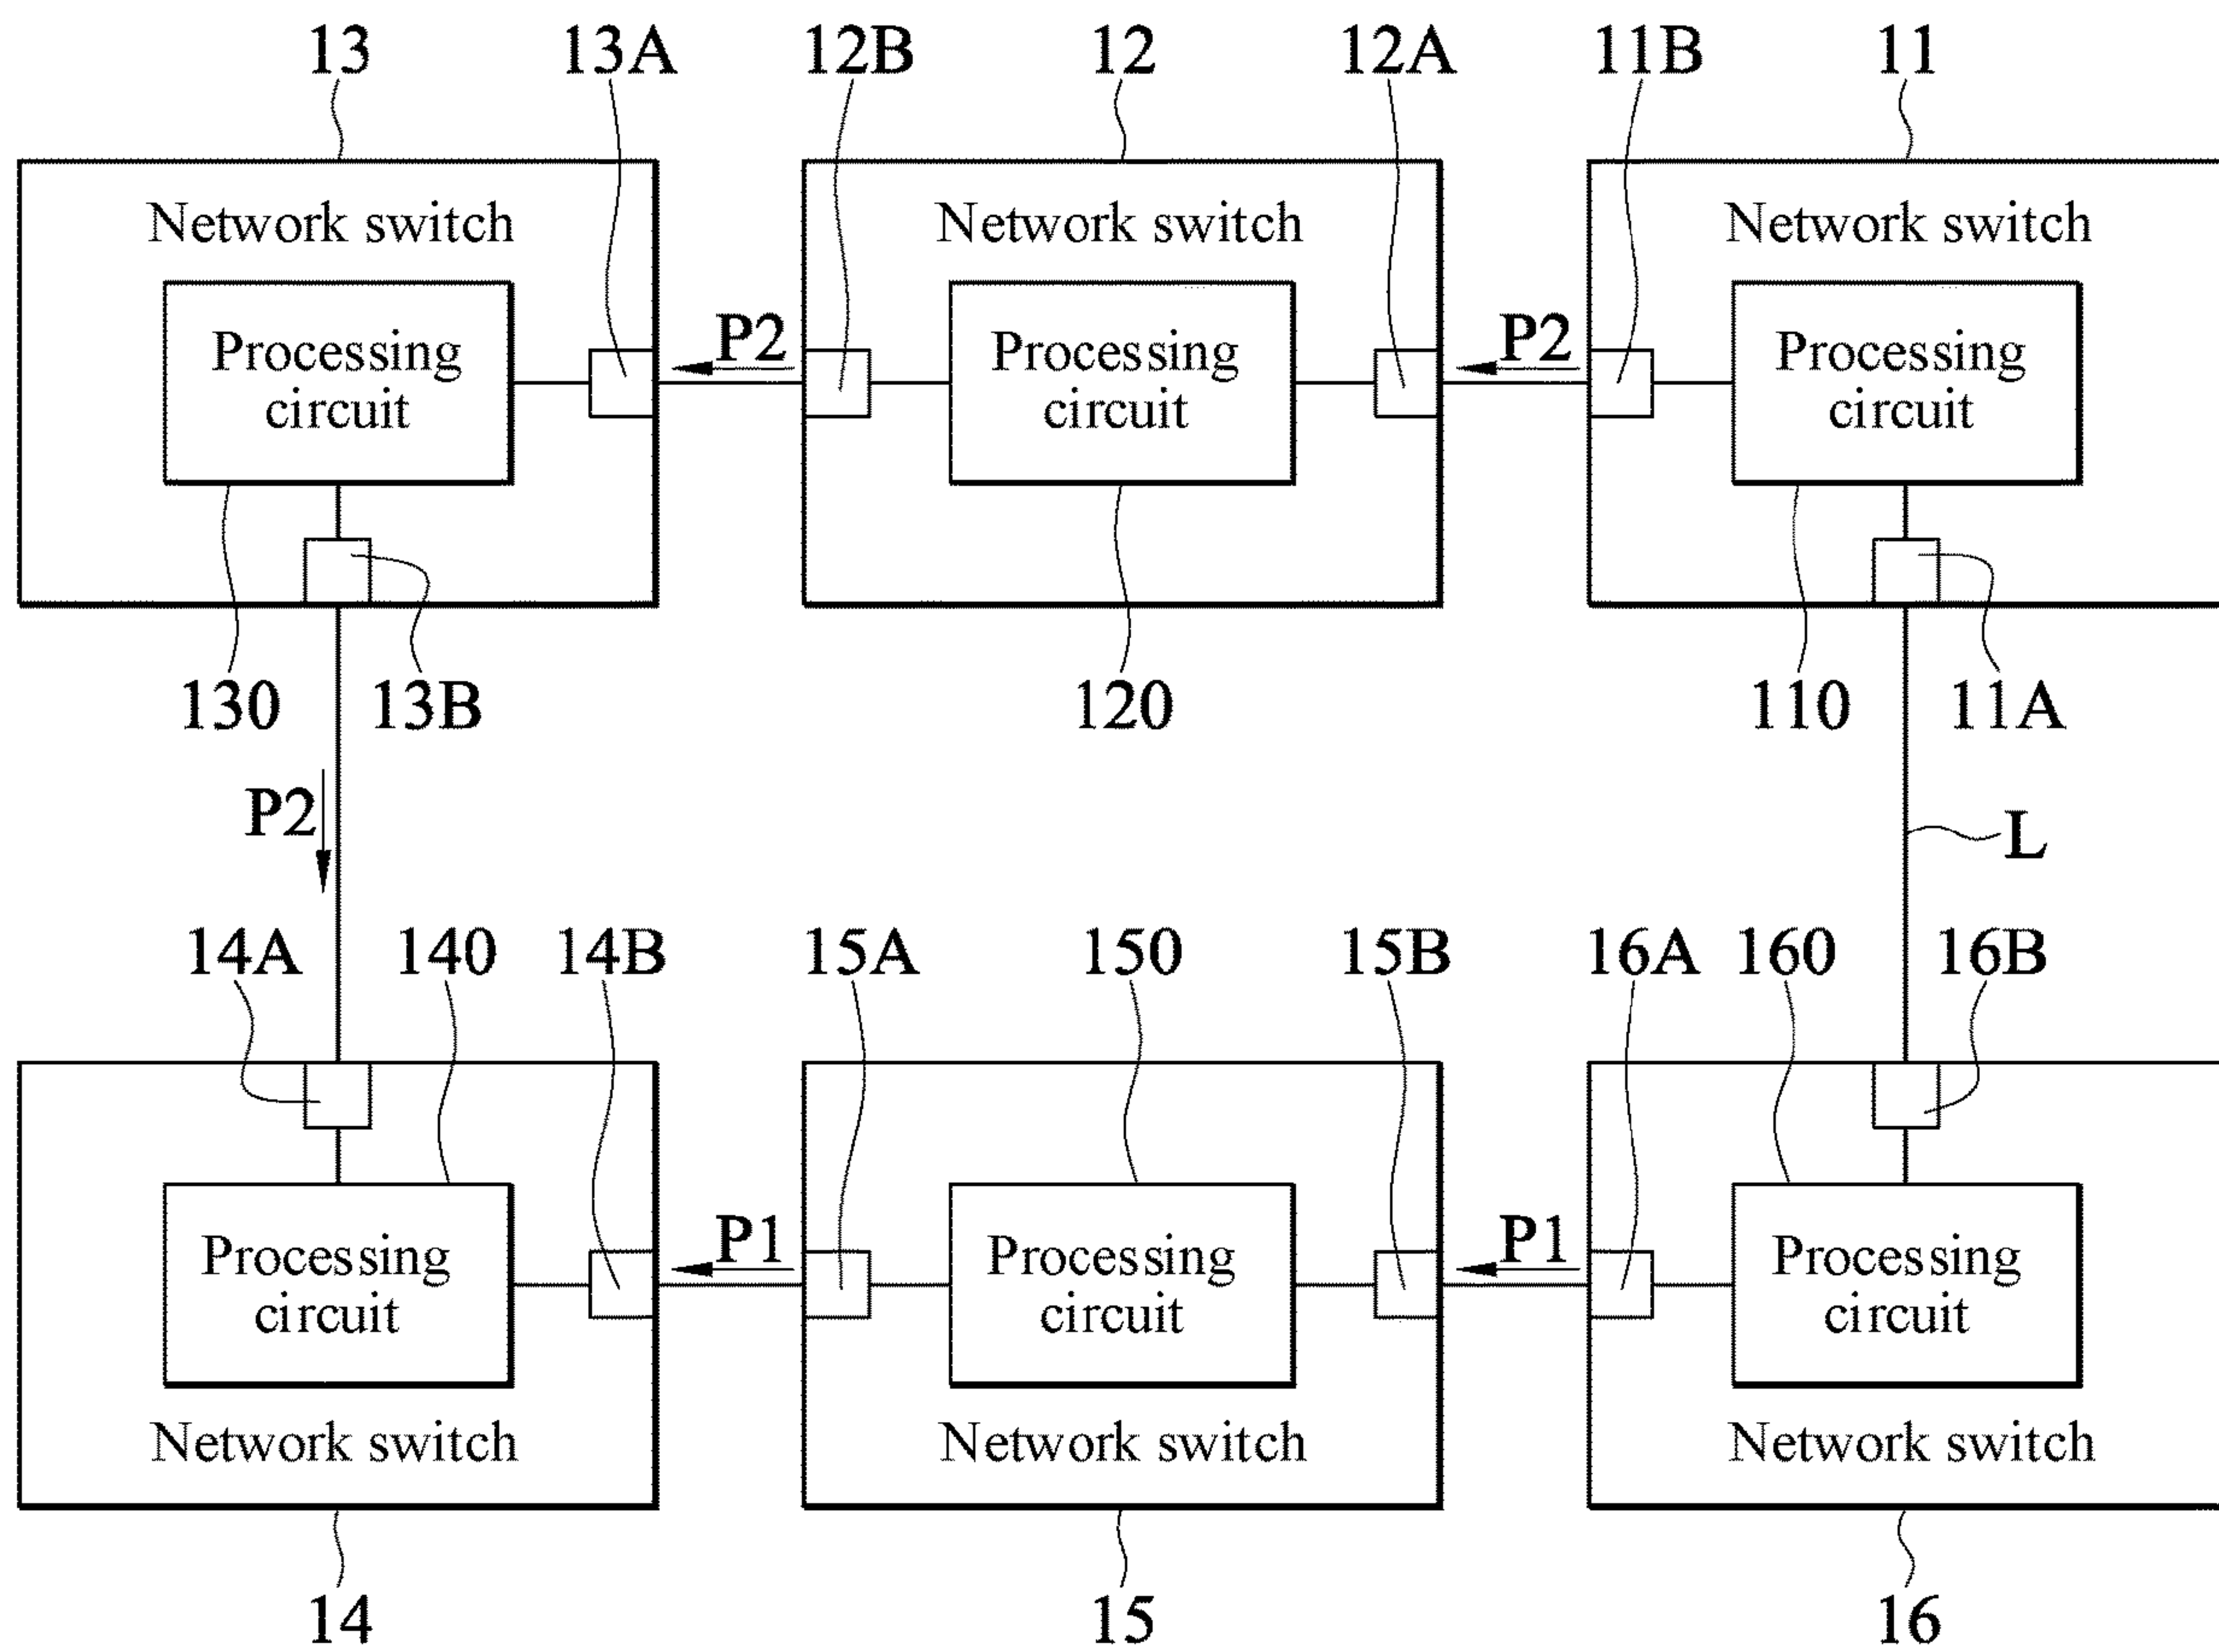 13 13A 12B 12 12A 11B 11
Network switch Network switch Network switch
P2 P2
Processing Processing Processing
circuit circuit circuit
130 13B 120 110 11A
P2
L
14A 140 14B 15A 150 15B 16A 160 16B
P1 P1
Processing Processing Processing
circuit circuit circuit
Network switch Network switch Network switch
14 15 16